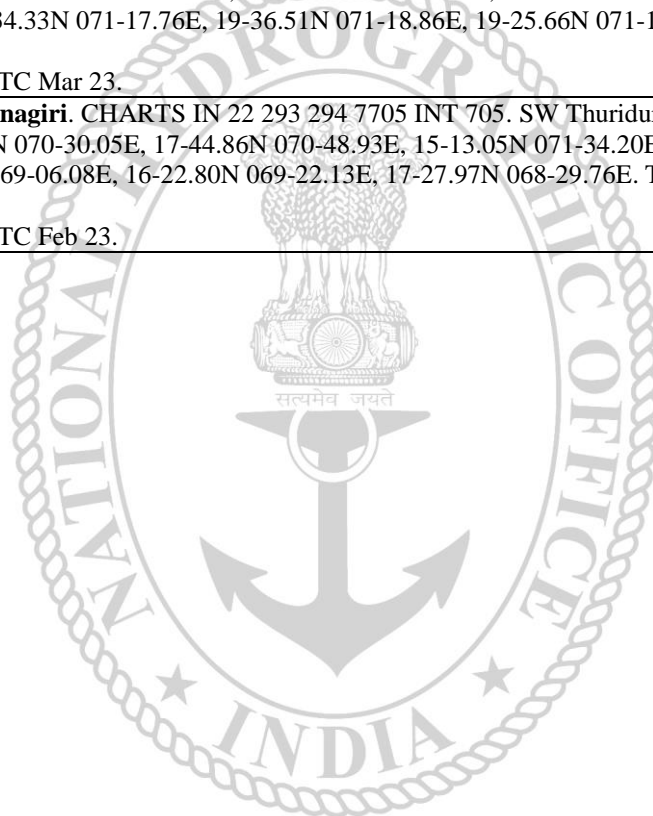 34.33N 071-17.76E, 19-36.51N 071-18.86E, 19-25.66N 071-1
TC Mar 23.
nagiri. CHARTS IN 22 293 294 7705 INT 705. SW Thuridu
N 070-30.05E, 17-44.86N 070-48.93E, 15-13.05N 071-34.20E
69-06.08E, 16-22.80N 069-22.13E, 17-27.97N 068-29.76E. T
TC Feb 23.
NATIONAL HYDROGRAPHIC OFFICE
सत्यमेव जयते
INDIA